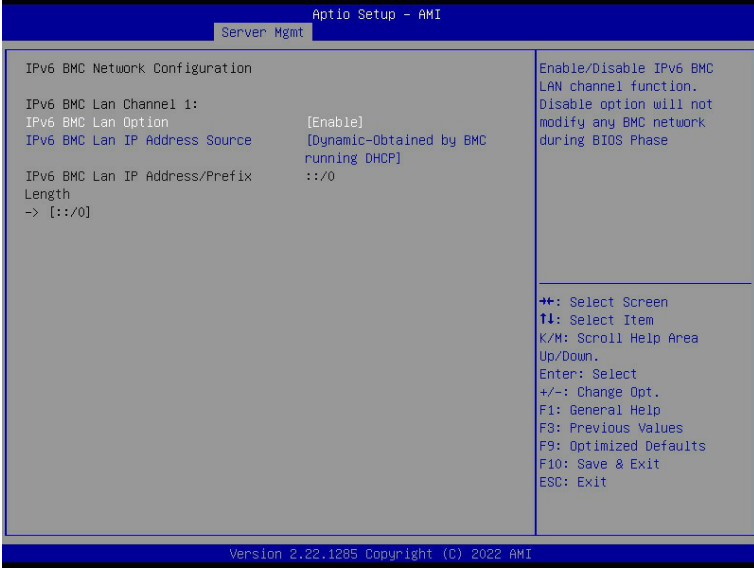 Aptio Setup – AMI
Server Mgmt
IPv6 BMC Network Configuration
IPv6 BMC Lan Channel 1:
IPv6 BMC Lan Option [Enable]
IPv6 BMC Lan IP Address Source [Dynamic-Obtained by BMC
running DHCP]
IPv6 BMC Lan IP Address/Prefix ::/0
Length
-> [::/0]
Enable/Disable IPv6 BMC
LAN channel function.
Disable option will not
modify any BMC network
during BIOS Phase
→←: Select Screen
↑↓: Select Item
K/M: Scroll Help Area
Up/Down.
Enter: Select
+/-: Change Opt.
F1: General Help
F3: Previous Values
F9: Optimized Defaults
F10: Save & Exit
ESC: Exit
Version 2.22.1285 Copyright (C) 2022 AMI